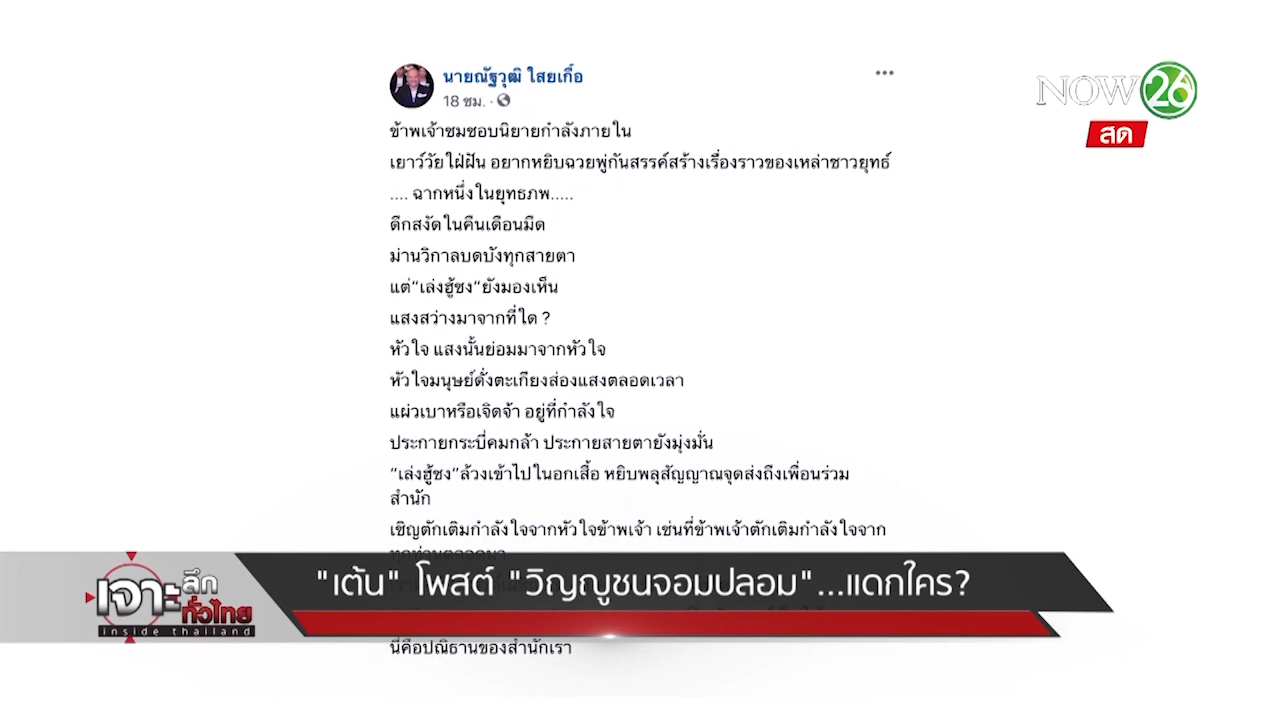 นายณัฐวุฒิ ใสยเกื้อ
18 ชม. ·
NOW 26
สด
ข้าพเจ้าชมชอบนิยายกำลังภายใน
เยาว์วัยใฝ่ฝัน อยากหยิบฉวยพู่กันสรรค์สร้างเรื่องราวของเหล่าชาวยุทธ์
.... ฉากหนึ่งในยุทธภพ.....
ดึกสงัดในคืนเดือนมืด
ม่านวิกาลบดบังทุกสายตา
แต่“เล่งฮู้ชง”ยังมองเห็น
แสงสว่างมาจากที่ใด ?
หัวใจ แสงนั้นย่อมมาจากหัวใจ
หัวใจมนุษย์ดั่งตะเกียงส่องแสงตลอดเวลา
แผ่วเบาหรือเจิดจ้า อยู่ที่กำลังใจ
ประกายกระบี่คมกล้า ประกายสายตายังมุ่งมั่น
“เล่งฮู้ชง”ล้วงเข้าไปในอกเสื้อ หยิบพลุสัญญาณจุดส่งถึงเพื่อนร่วม
สำนัก
เชิญตักเติมกำลังใจจากหัวใจข้าพเจ้า เช่นที่ข้าพเจ้าตักเติมกำลังใจจาก
"เต้น" โพสต์ "วิญญูชนจอมปลอม"...แดกใคร?
เจาะลึกทั่วไทย
inside thailand
นี่คือปณิธานของสำนักเรา